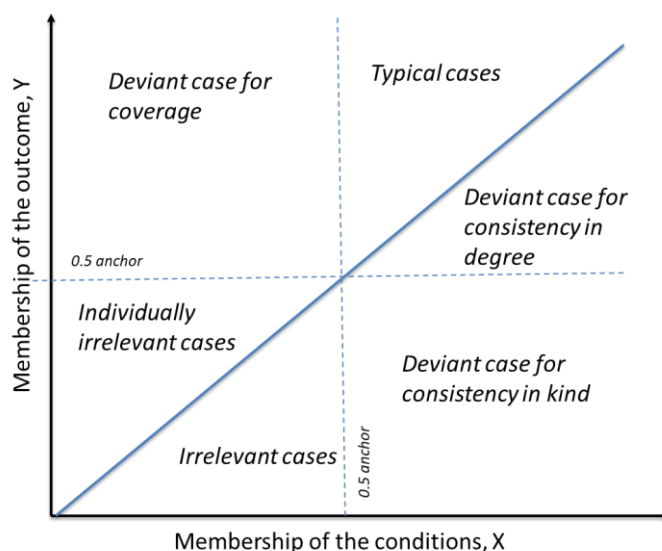 Membership of the outcome, Y
Deviant case for
coverage
Typical cases
Deviant case for
consistency in
degree
0.5 anchor
Individually
irrelevant cases
Deviant case for
consistency in kind
Irrelevant cases
0.5 anchor
Membership of the conditions, X